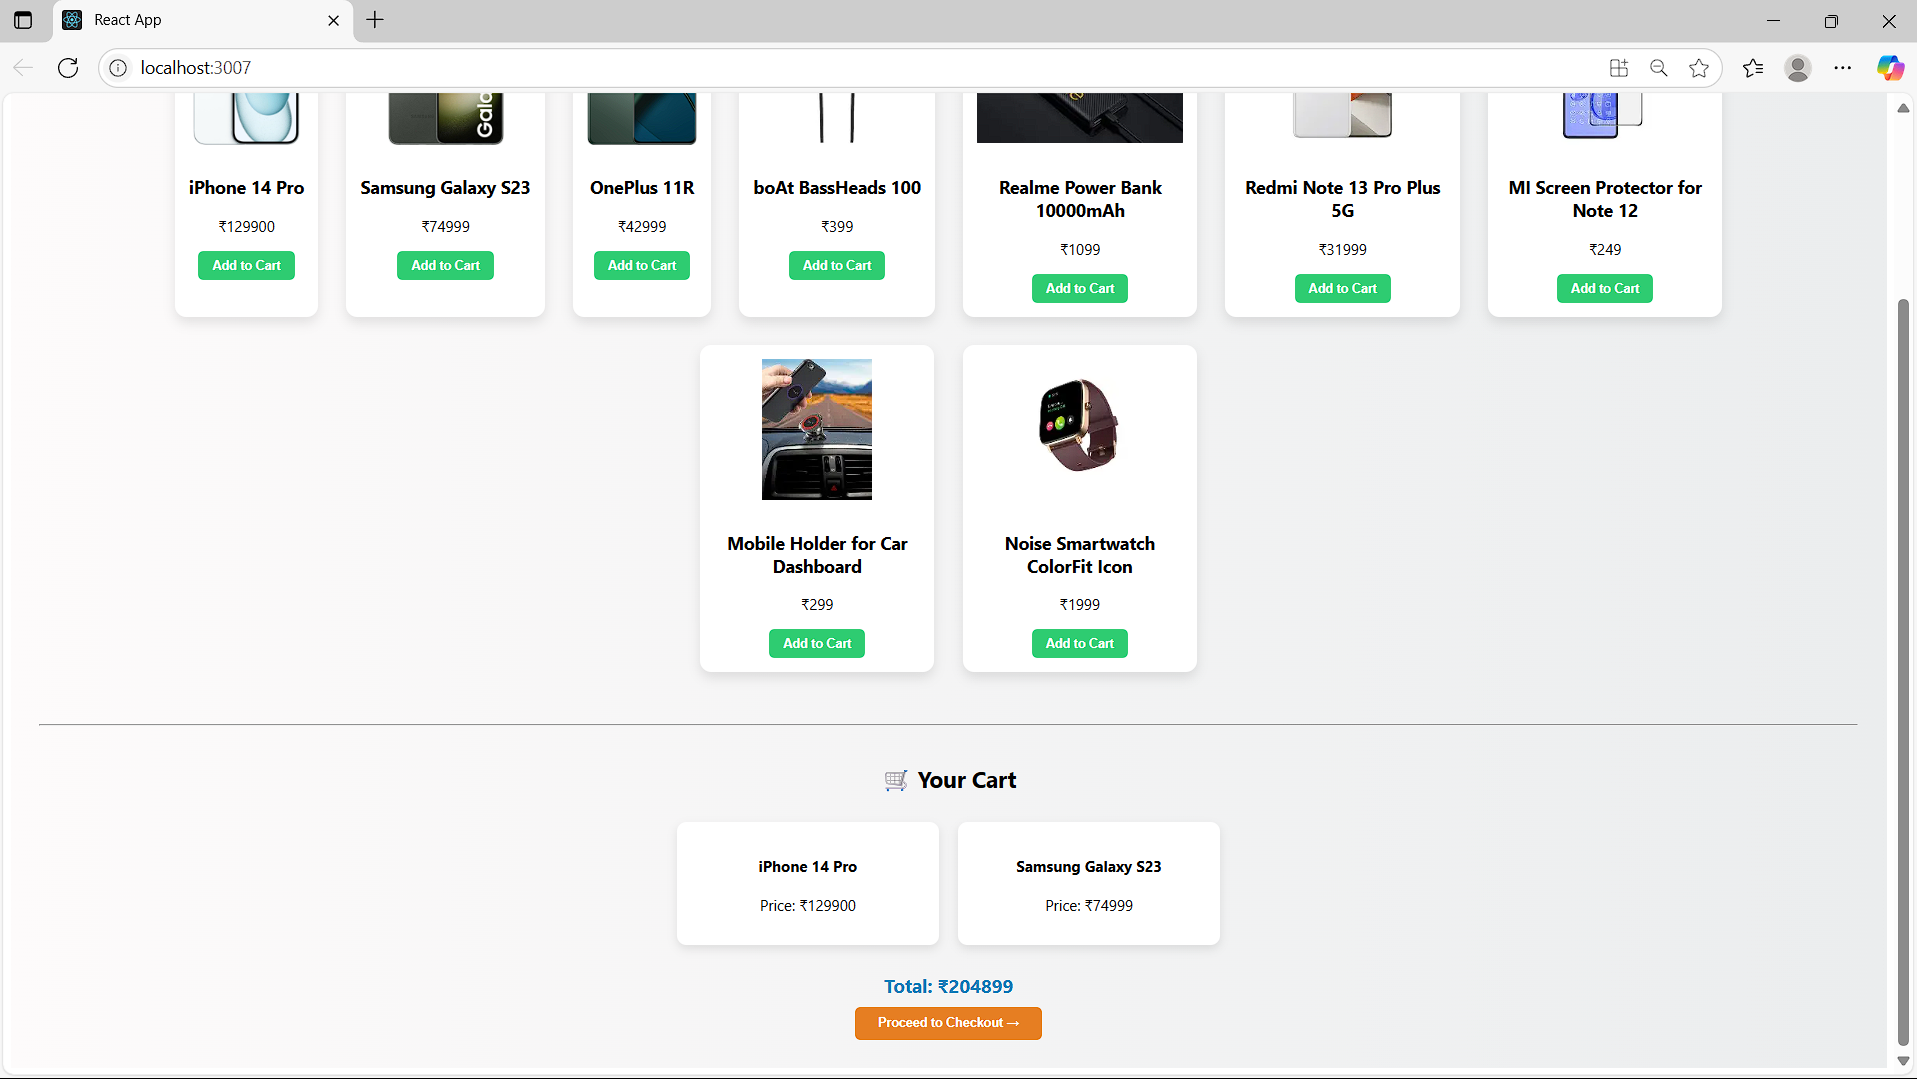 React App
localhost:3007
Gala
iPhone 14 Pro
₹129900
Add to Cart
Samsung Galaxy S23
₹74999
Add to Cart
OnePlus 11R
₹42999
Add to Cart
boAt BassHeads 100
₹399
Add to Cart
Realme Power Bank
10000mAh
₹1099
Add to Cart
Redmi Note 13 Pro Plus
5G
₹31999
Add to Cart
MI Screen Protector for
Note 12
₹249
Add to Cart
Mobile Holder for Car
Dashboard
₹299
Add to Cart
Noise Smartwatch
ColorFit Icon
₹1999
Add to Cart
Your Cart
iPhone 14 Pro
Price: ₹129900
Samsung Galaxy S23
Price: ₹74999
Total: ₹204899
Proceed to Checkout →